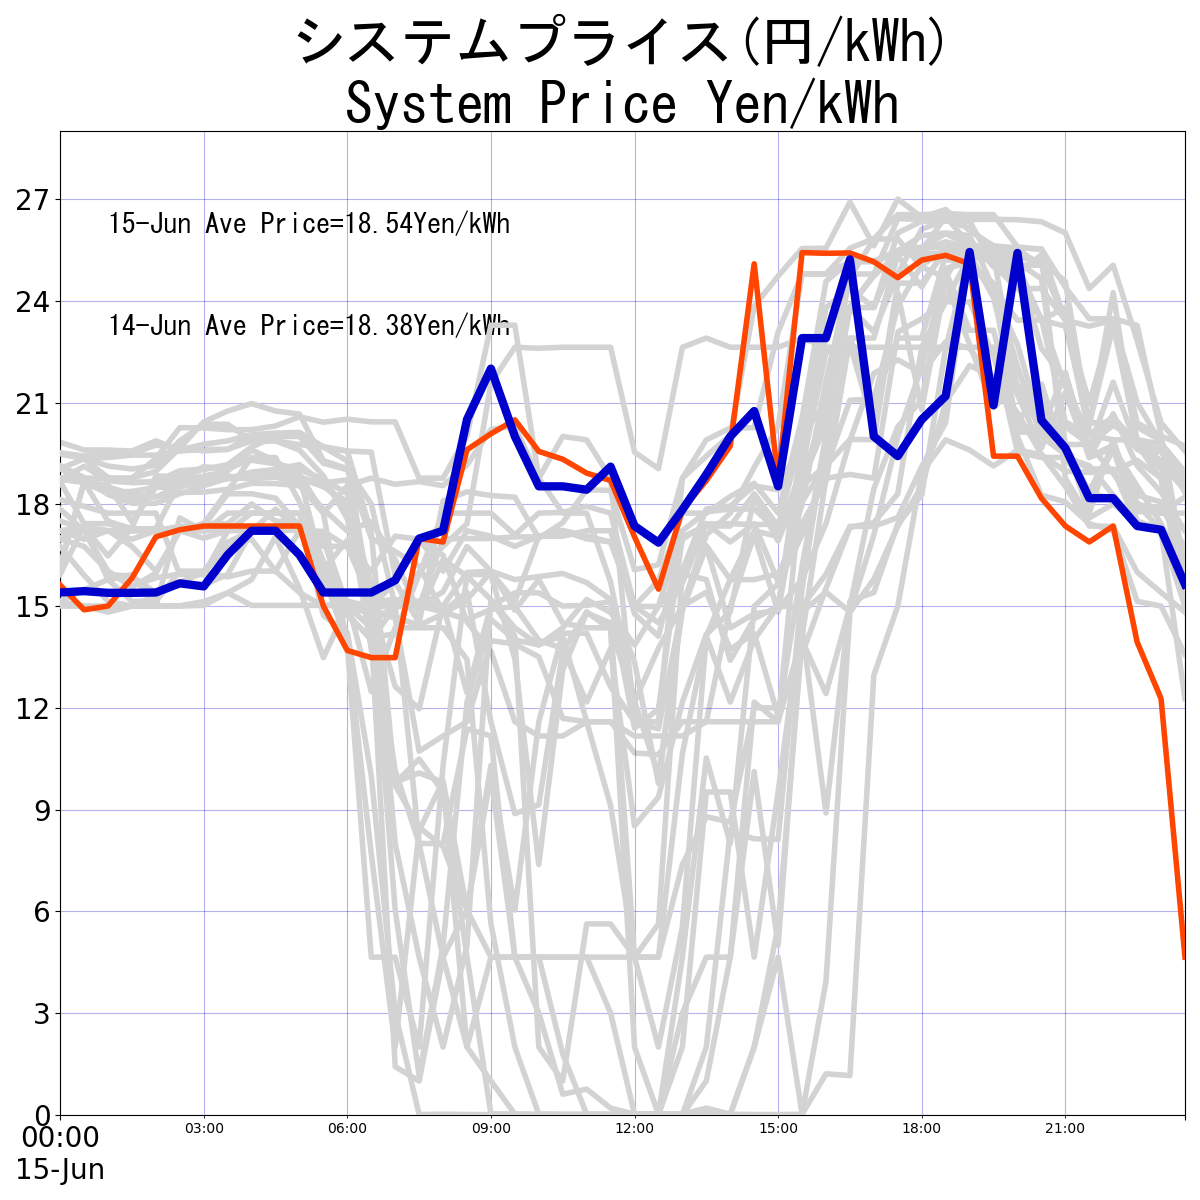 システムプライス(円/kWh)
System Price Yen/kWh
27
15-Jun Ave Price=18.54Yen/kWh
24
14-Jun Ave Price=18.38Yen/kWh
21
18
15
12
9
6
3
0
00:00 03:00 06:00 09:00 12:00 15:00 18:00 21:00
15-Jun